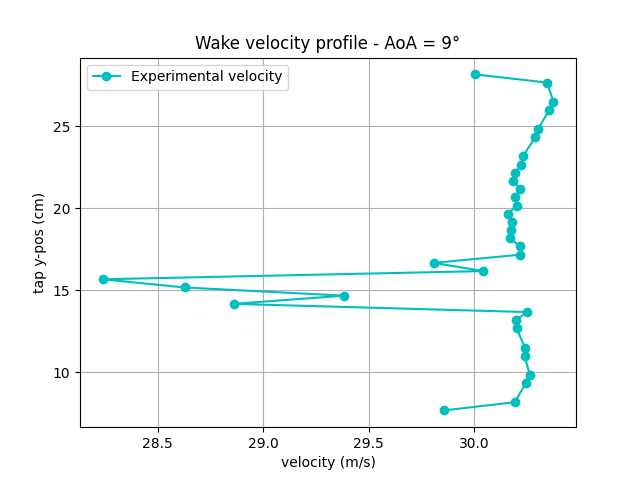 Wake velocity profile - AoA = 9°
Experimental velocity
tap y-pos (cm)
25
20
15
10
28.5 29.0 29.5 30.0
velocity (m/s)